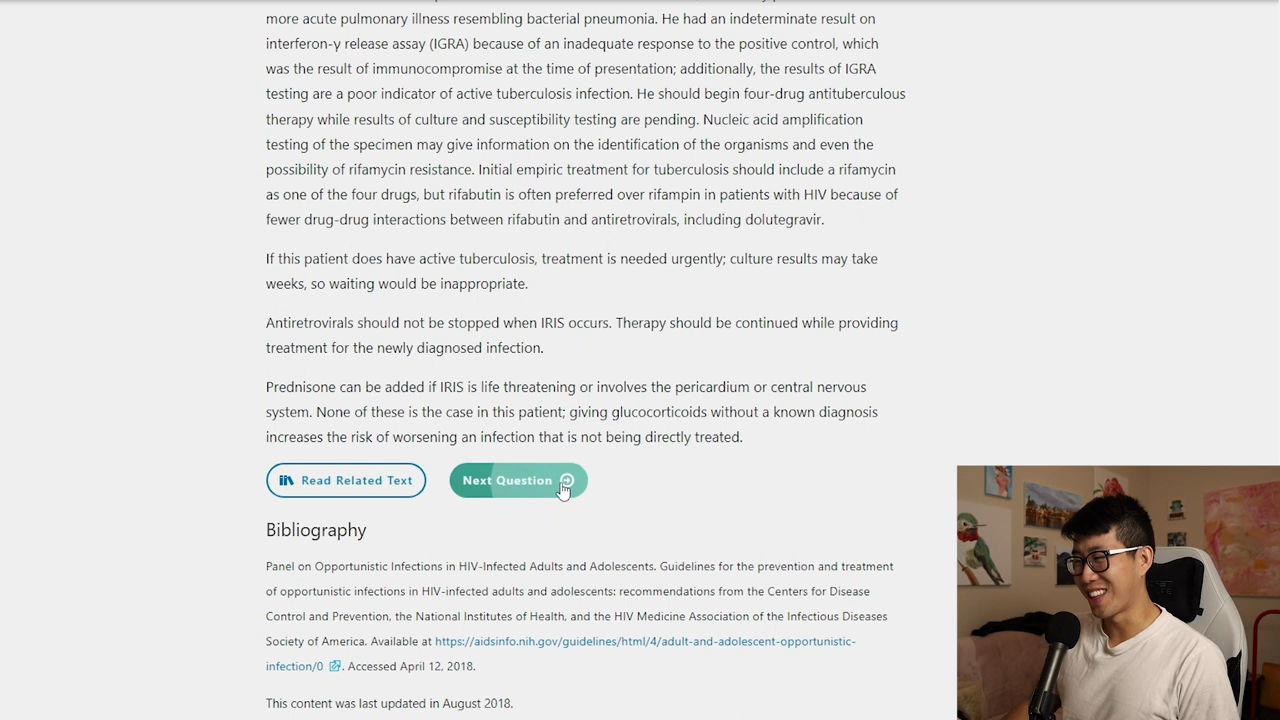 more acute pulmonary illness resembling bacterial pneumonia. He had an indeterminate result on
interferon-γ release assay (IGRA) because of an inadequate response to the positive control, which
was the result of immunocompromise at the time of presentation; additionally, the results of IGRA
testing are a poor indicator of active tuberculosis infection. He should begin four-drug antituberculous
therapy while results of culture and susceptibility testing are pending. Nucleic acid amplification
testing of the specimen may give information on the identification of the organisms and even the
possibility of rifamycin resistance. Initial empiric treatment for tuberculosis should include a rifamycin
as one of the four drugs, but rifabutin is often preferred over rifampin in patients with HIV because of
fewer drug-drug interactions between rifabutin and antiretrovirals, including dolutegravir.
If this patient does have active tuberculosis, treatment is needed urgently; culture results may take
weeks, so waiting would be inappropriate.
Antiretrovirals should not be stopped when IRIS occurs. Therapy should be continued while providing
treatment for the newly diagnosed infection.
Prednisone can be added if IRIS is life threatening or involves the pericardium or central nervous
system. None of these is the case in this patient; giving glucocorticoids without a known diagnosis
increases the risk of worsening an infection that is not being directly treated.
Read Related Text
Next Question
Bibliography
Panel on Opportunistic Infections in HIV-Infected Adults and Adolescents. Guidelines for the prevention and treatment
of opportunistic infections in HIV-infected adults and adolescents: recommendations from the Centers for Disease
Control and Prevention, the National Institutes of Health, and the HIV Medicine Association of the Infectious Diseases
Society of America. Available at https://aidsinfo.nih.gov/guidelines/html/4/adult-and-adolescent-opportunistic-
infection/0. Accessed April 12, 2018.
This content was last updated in August 2018.